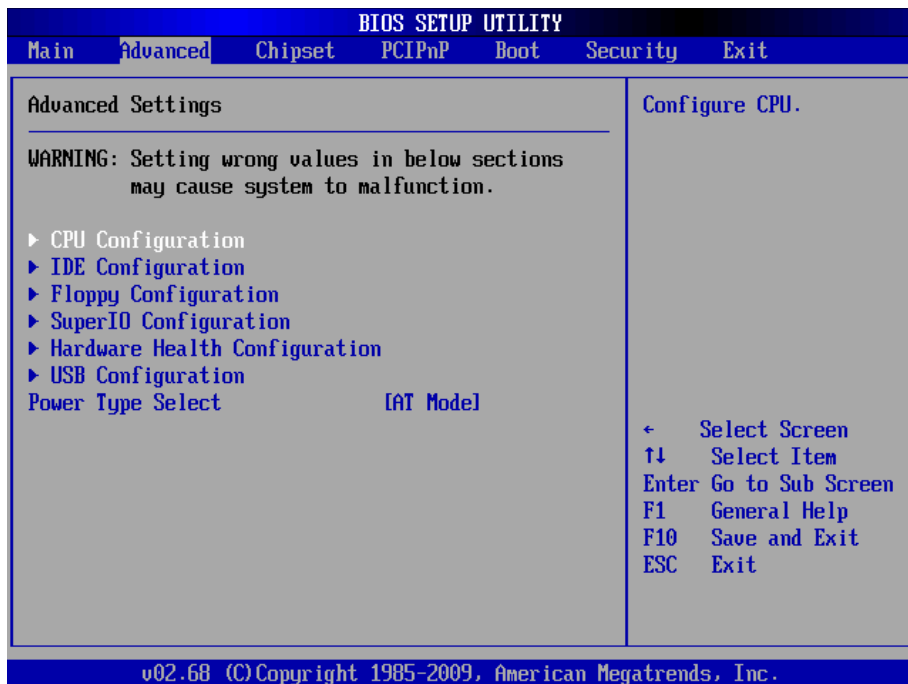 BIOS SETUP UTILITY
Main Advanced Chipset PCIPnP Boot Security Exit
Advanced Settings
WARNING: Setting wrong values in below sections
may cause system to malfunction.
▶ CPU Configuration
▶ IDE Configuration
▶ Floppy Configuration
▶ SuperIO Configuration
▶ Hardware Health Configuration
▶ USB Configuration
Power Type Select [AT Mode]
Configure CPU.
← Select Screen
↑↓ Select Item
Enter Go to Sub Screen
F1 General Help
F10 Save and Exit
ESC Exit
v02.68 (C)Copyright 1985-2009, American Megatrends, Inc.